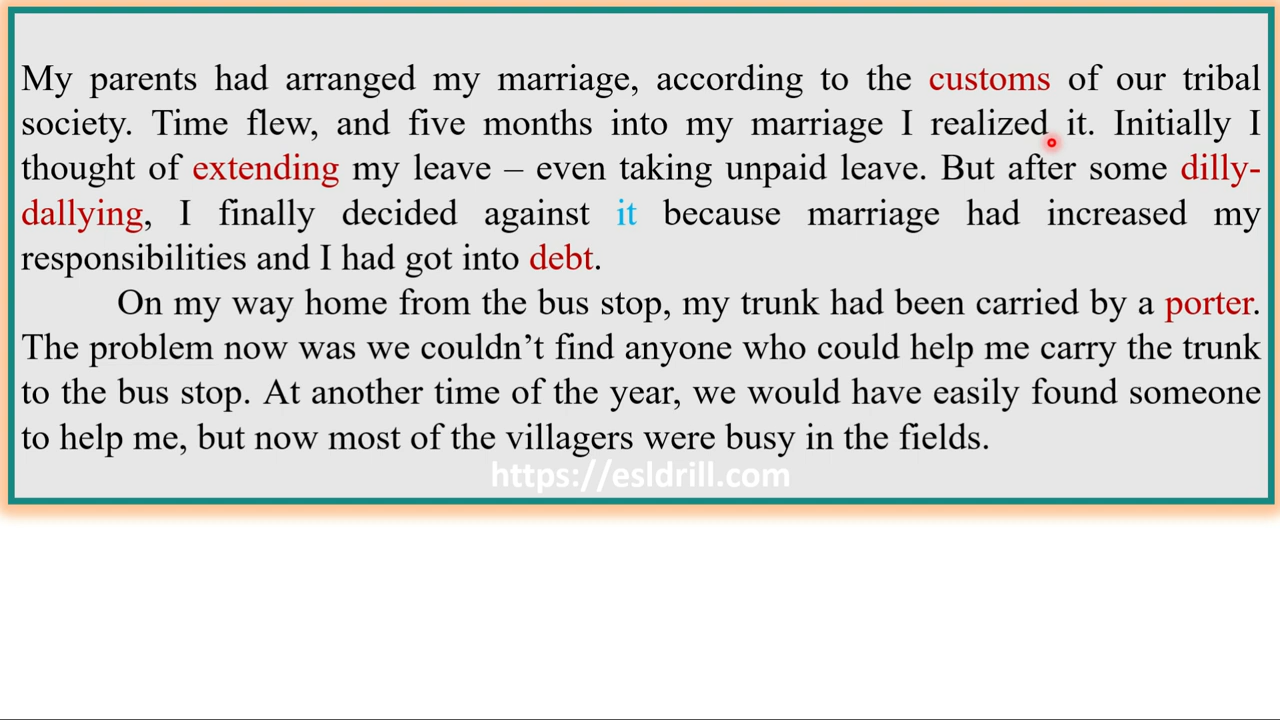 My parents had arranged my marriage, according to the customs of our tribal
society. Time flew, and five months into my marriage I realized it. Initially I
thought of extending my leave – even taking unpaid leave. But after some dilly-
dallying, I finally decided against it because marriage had increased my
responsibilities and I had got into debt.
On my way home from the bus stop, my trunk had been carried by a porter.
The problem now was we couldn’t find anyone who could help me carry the trunk
to the bus stop. At another time of the year, we would have easily found someone
to help me, but now most of the villagers were busy in the fields.
https://esldrill.com